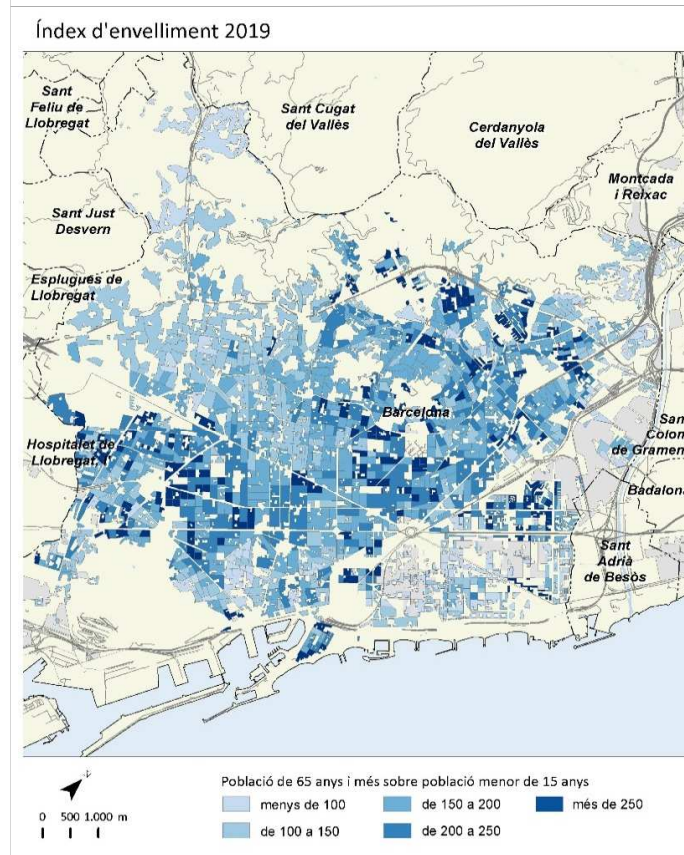 Índex d'envelliment 2019
Sant
Feliu de
Llobregat
Sant Cugat
del Vallès
Cerdanyola
del Vallès
Montcada
i Reixac
Sant Just
Desvern
Esplugues de
Llobregat
Barcelona
Hospitalet de
Llobregat
San
Colom
de Gramen
Badalona
Sant
Adrià
de Besòs
Població de 65 anys i més sobre població menor de 15 anys
menys de 100
de 150 a 200
més de 250
de 100 a 150
de 200 a 250
0 500 1.000 m